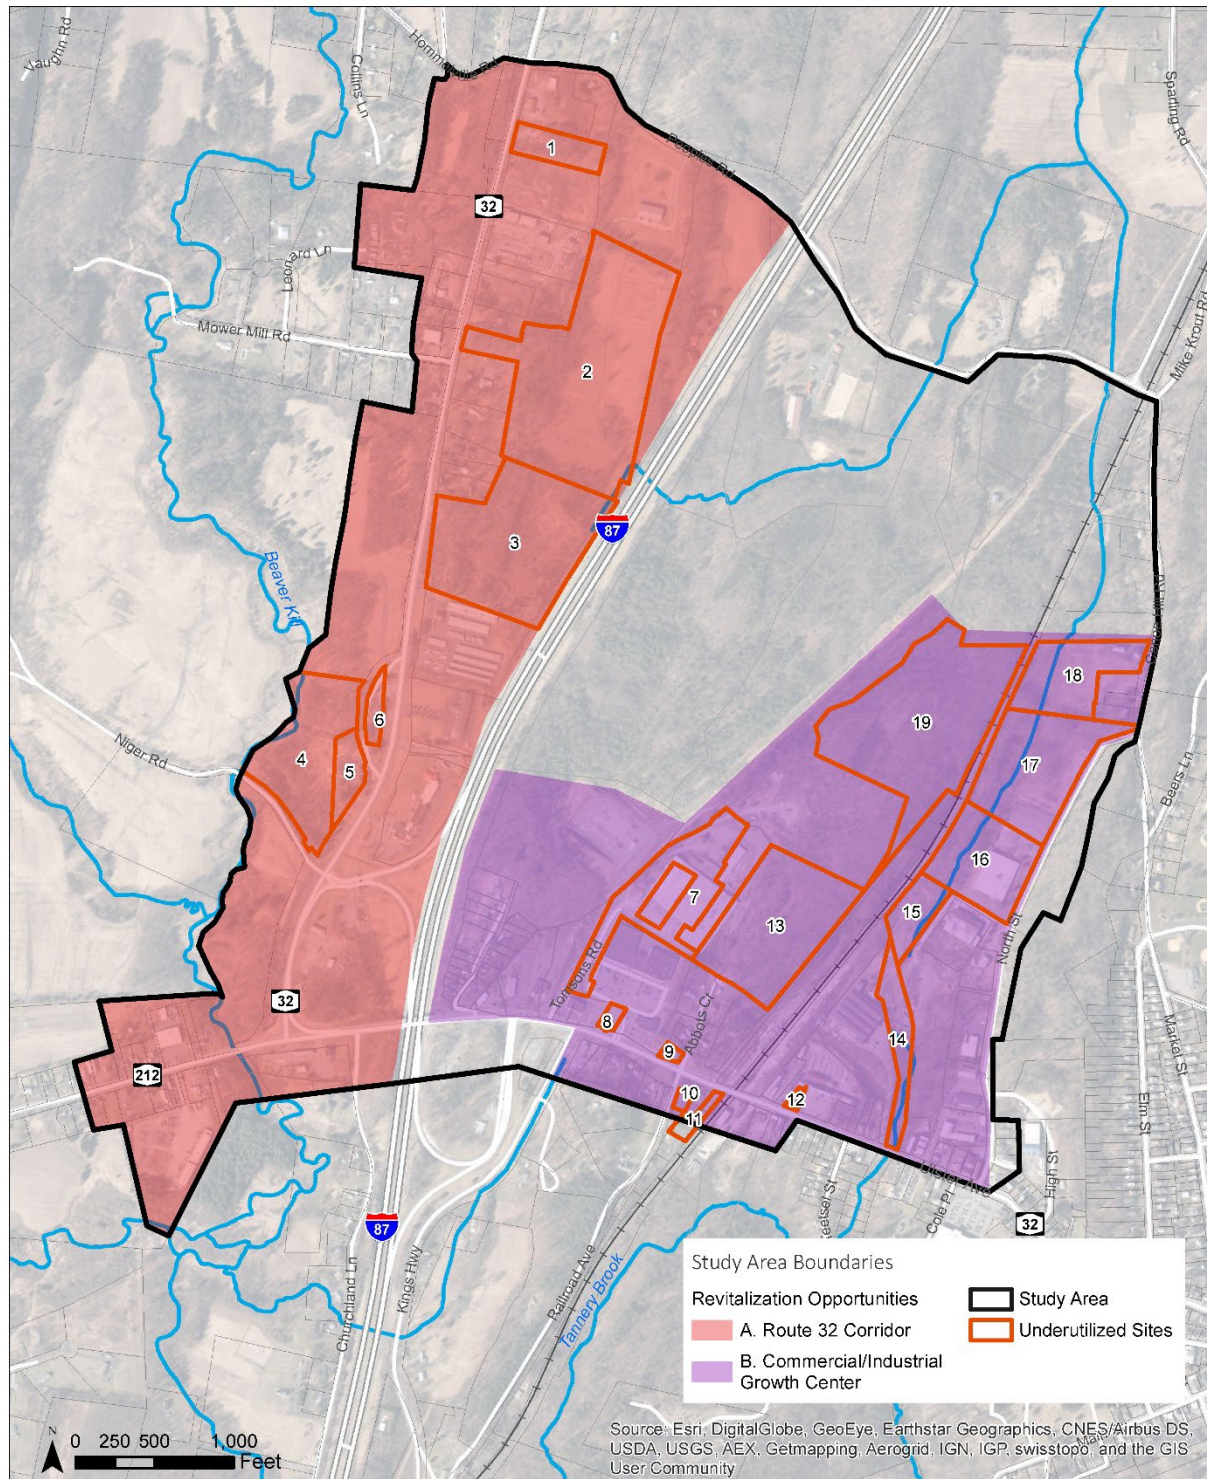 Vaughn Rd
Collins Ln
Hommelville Rd
Sparling Rd
Peoples Rd
1
32
Leonard Ln
Mower Mill Rd
Mike Krout Rd
2
3
87
Beaver Kill
18
19
6
4
5
Niger Rd
17
Beers Ln
16
7
15
13
North St
Tomsons Rd
32
8
Abbots Ct
14
9
Market St
212
10
12
11
Elm St
Ulster Ave
High St
Cole Pl
32
87
Churchland Ln
Kings Hwy
Railroad Ave
Tannery Brook
Study Area Boundaries
Revitalization Opportunities
A. Route 32 Corridor
B. Commercial/Industrial
Growth Center
Study Area
Underutilized Sites
N
0 250 500 1,000
Feet
Source: Esri, DigitalGlobe, GeoEye, Earthstar Geographics, CNES/Airbus DS,
USDA, USGS, AEX, Getmapping, Aerogrid, IGN, IGP, swisstopo, and the GIS
User Community